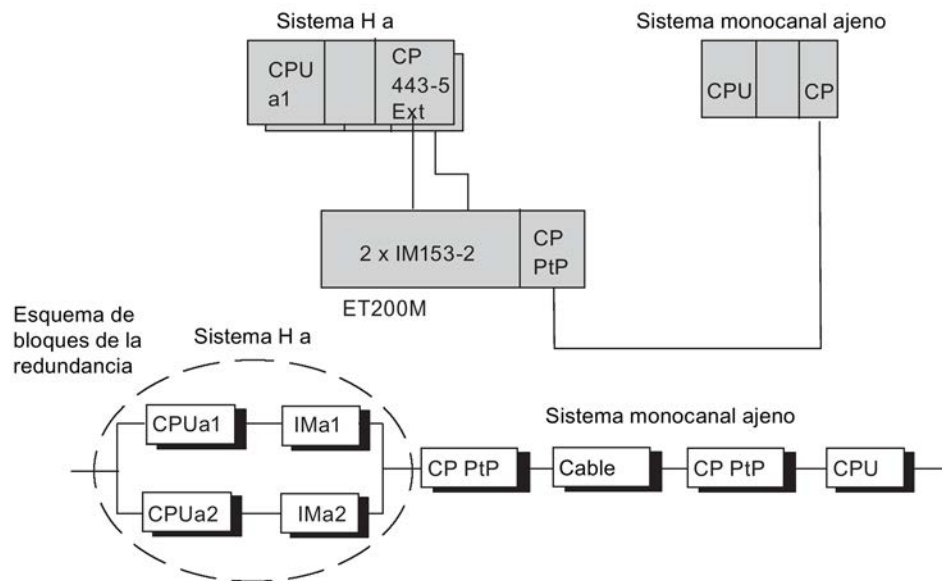 Sistema H a
Sistema monocanal ajeno
CPU
a1
CP
443-5
Ext
CPU
CP
2 x IM153-2
CP
PtP
ET200M
Esquema de
bloques de la
redundancia
Sistema H a
CPUa1
IMa1
Sistema monocanal ajeno
CP PtP
Cable
CP PtP
CPU
CPUa2
IMa2